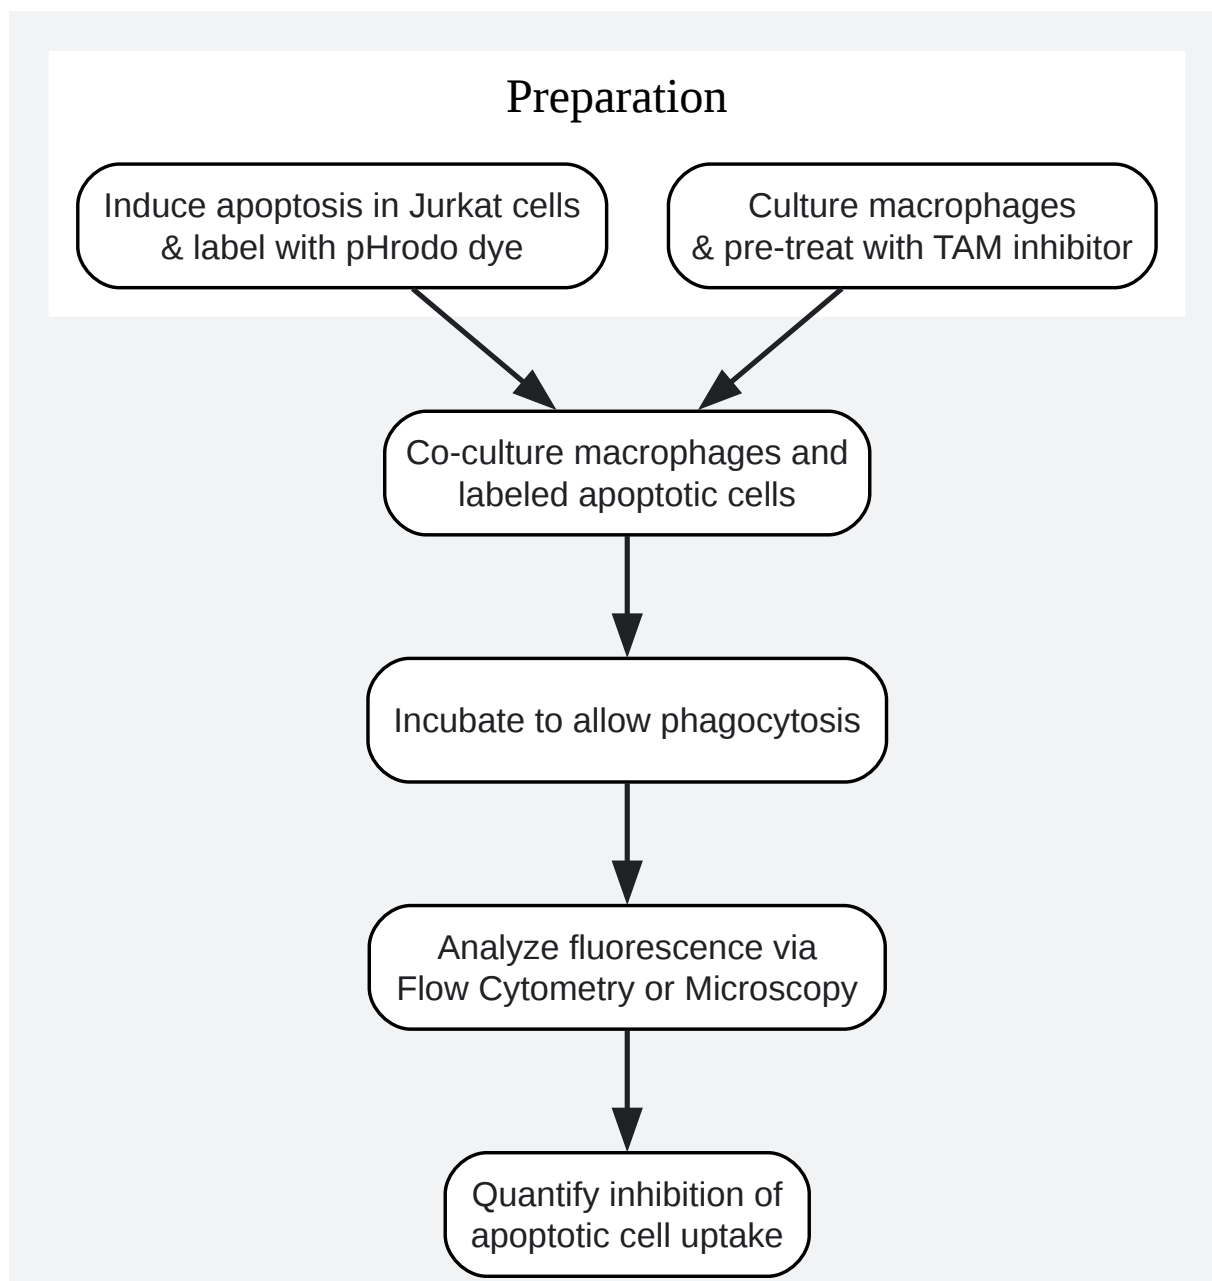 Preparation
Induce apoptosis in Jurkat cells
& label with pHrodo dye
Culture macrophages
& pre-treat with TAM inhibitor
Co-culture macrophages and
labeled apoptotic cells
Incubate to allow phagocytosis
Analyze fluorescence via
Flow Cytometry or Microscopy
Quantify inhibition of
apoptotic cell uptake